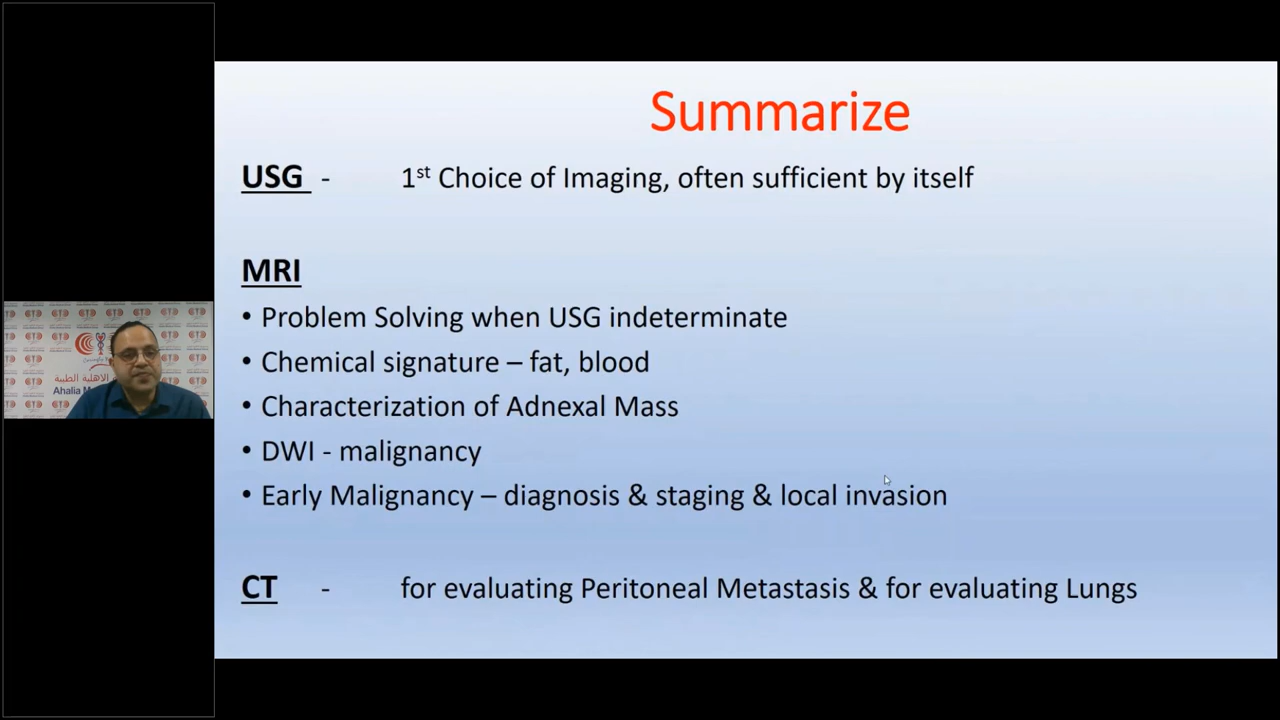 Summarize
USG - 1st Choice of Imaging, often sufficient by itself
MRI
• Problem Solving when USG indeterminate
• Chemical signature – fat, blood
• Characterization of Adnexal Mass
• DWI - malignancy
• Early Malignancy – diagnosis & staging & local invasion
CT - for evaluating Peritoneal Metastasis & for evaluating Lungs
الاهلية الطبية
Ahalia